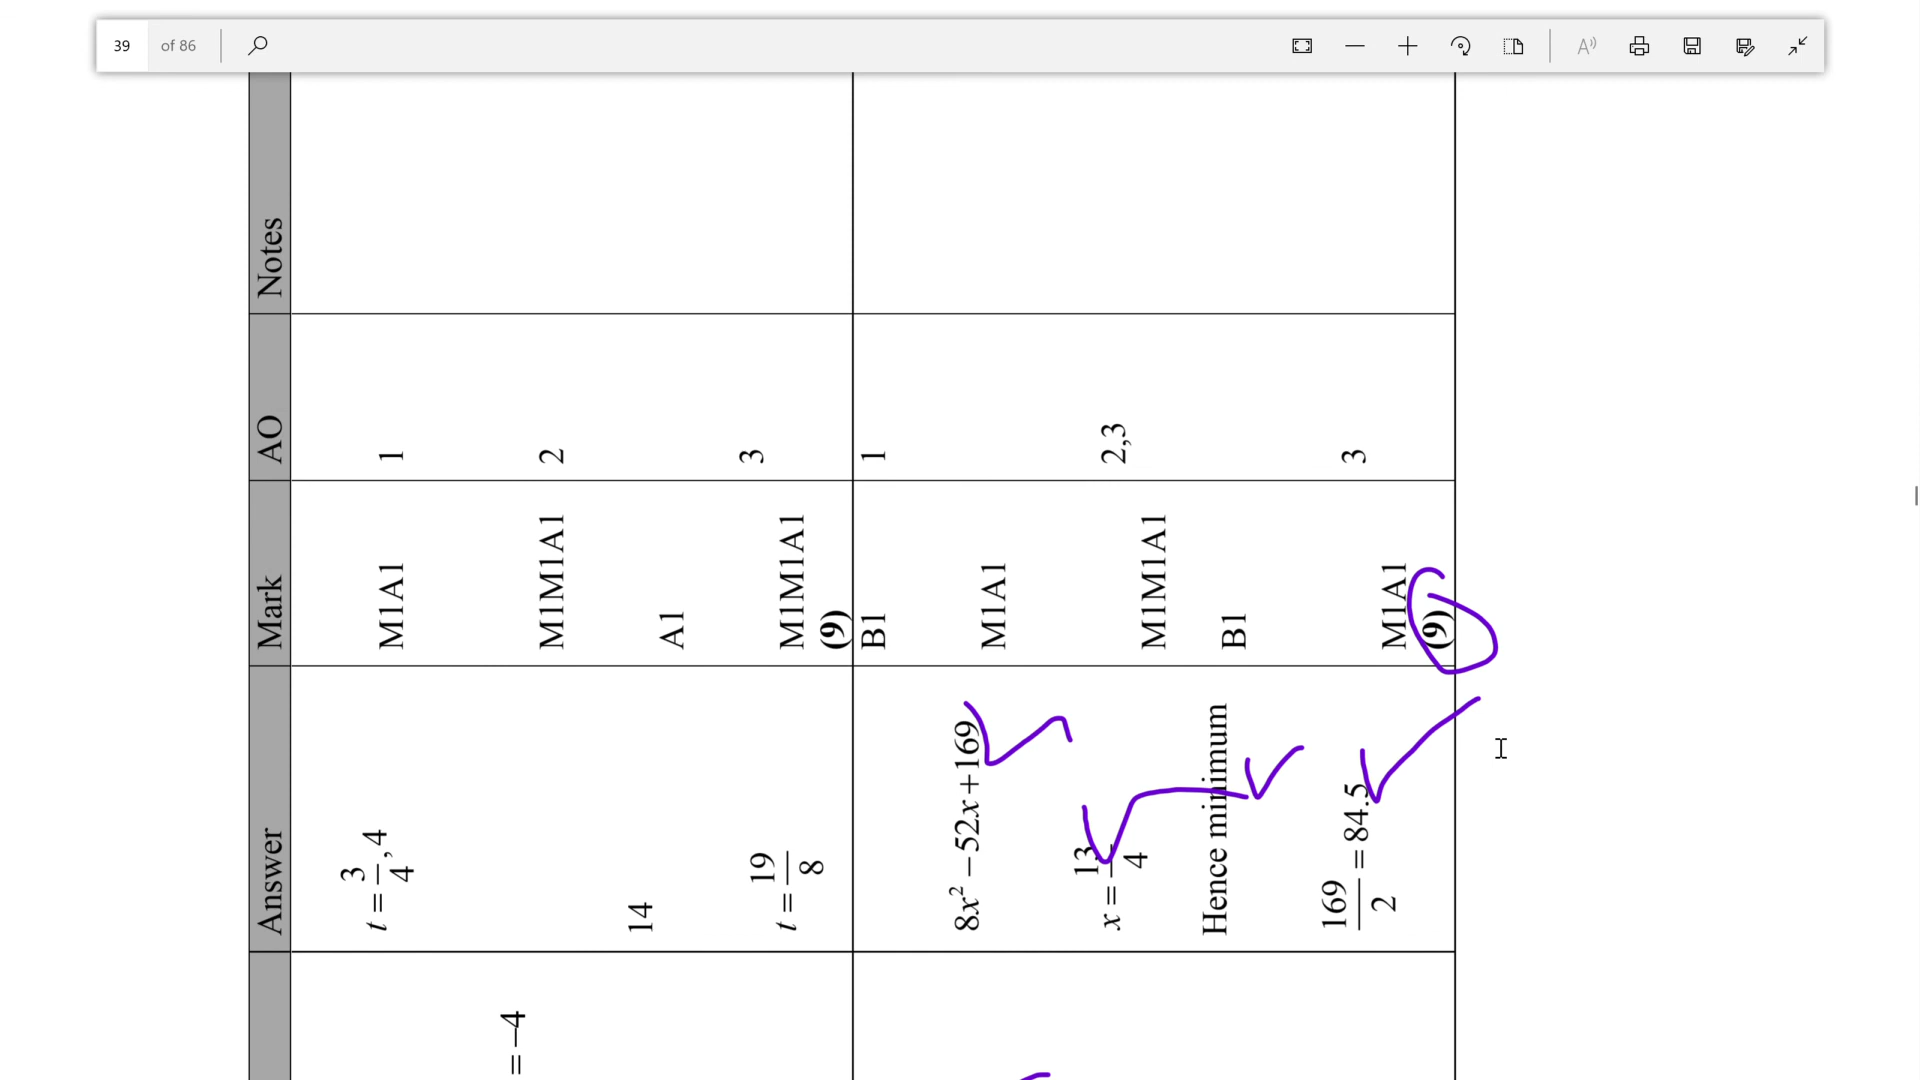 39 of 86
Answer Mark AO Notes
t = 3/4, 4 M1A1 1
= −4
M1M1A1 2
14 A1
t = 19/8 M1M1A1 3
(9)
B1 1
8x² − 52x + 169 M1A1
x = 13/4 M1M1A1 2,3
Hence minimum B1
169/2 = 84.5 M1A1 3
(9)